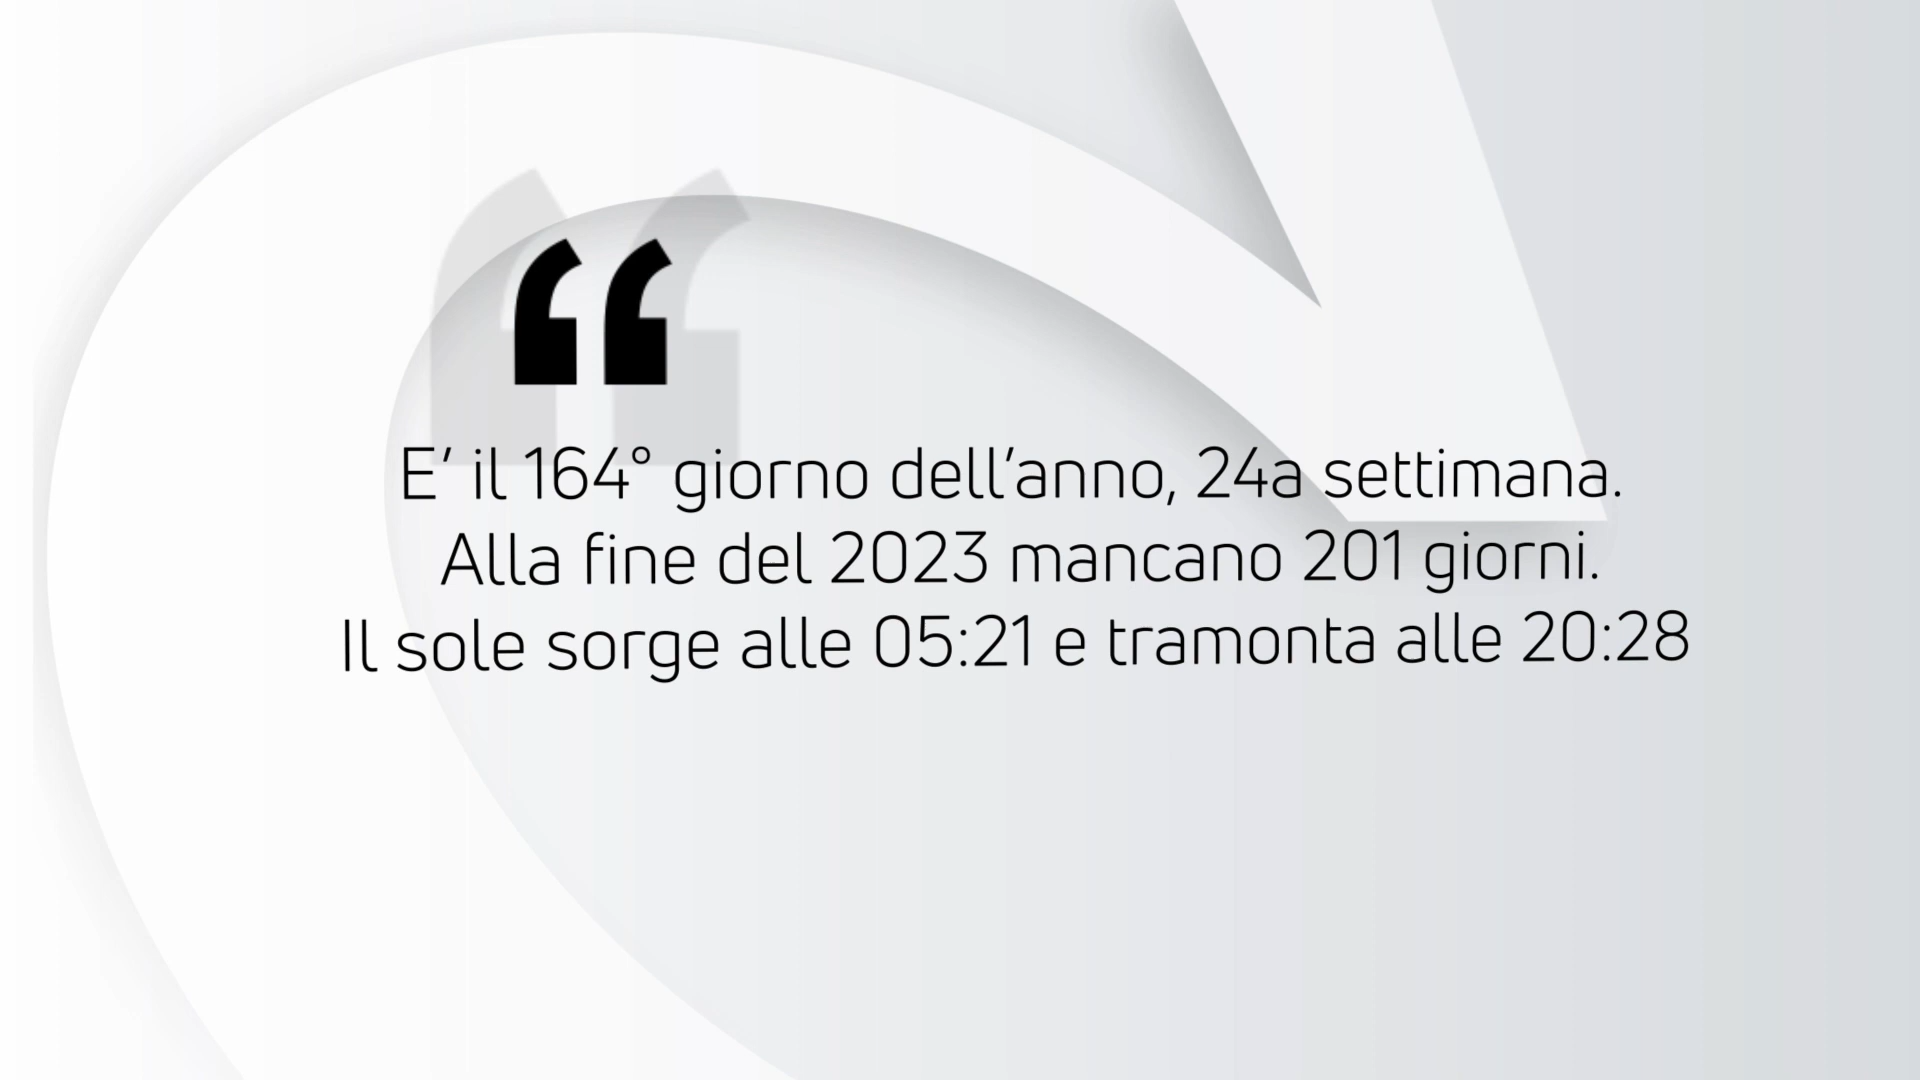 “
E’ il 164° giorno dell’anno, 24a settimana.
Alla fine del 2023 mancano 201 giorni.
Il sole sorge alle 05:21 e tramonta alle 20:28